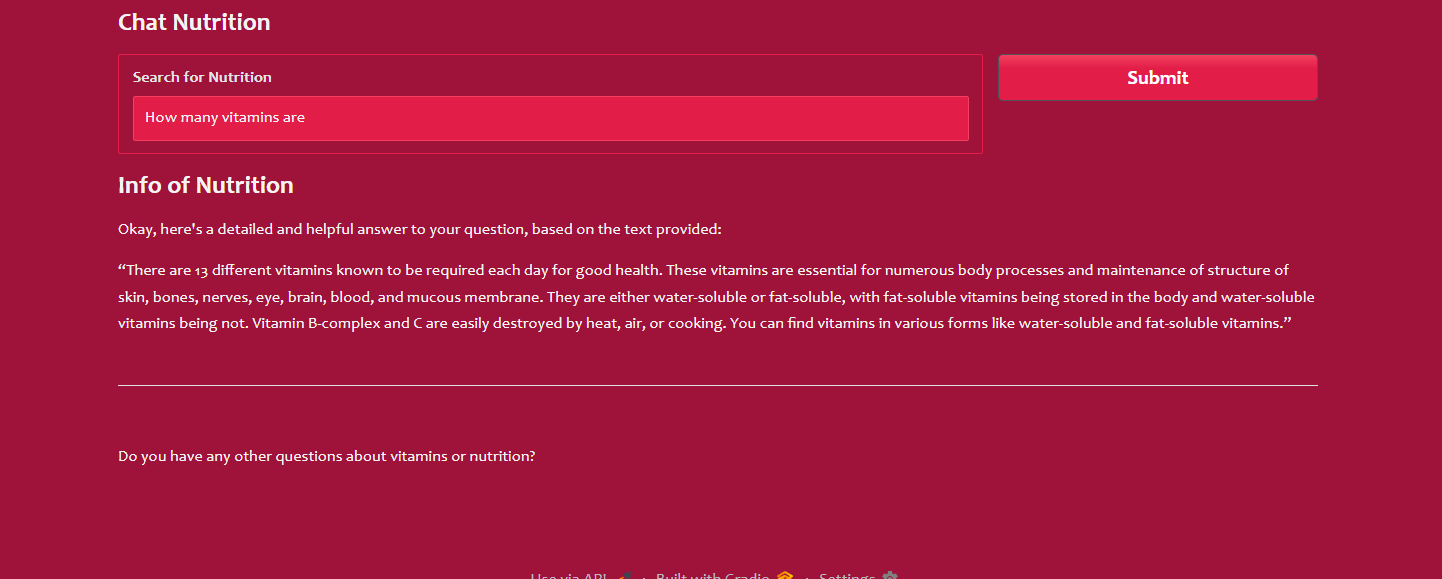 Chat Nutrition
Search for Nutrition
Submit
How many vitamins are
Info of Nutrition
Okay, here's a detailed and helpful answer to your question, based on the text provided:
“There are 13 different vitamins known to be required each day for good health. These vitamins are essential for numerous body processes and maintenance of structure of
skin, bones, nerves, eye, brain, blood, and mucous membrane. They are either water-soluble or fat-soluble, with fat-soluble vitamins being stored in the body and water-soluble
vitamins being not. Vitamin B-complex and C are easily destroyed by heat, air, or cooking. You can find vitamins in various forms like water-soluble and fat-soluble vitamins.”
Do you have any other questions about vitamins or nutrition?
Use via API · Built with Gradio · Settings